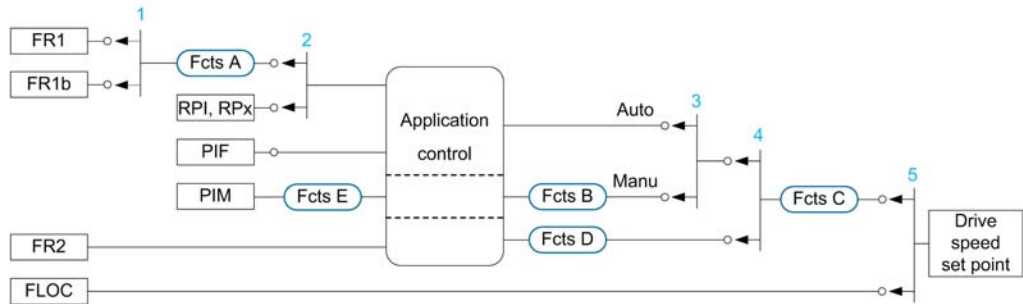 1
FR1
2
Fcts A
FR1b
RPI, RPx
Application
control
Auto
3
4
PIF
5
PIM
Fcts E
Fcts B
Manu
Fcts C
Drive
speed
set point
Fcts D
FR2
FLOC